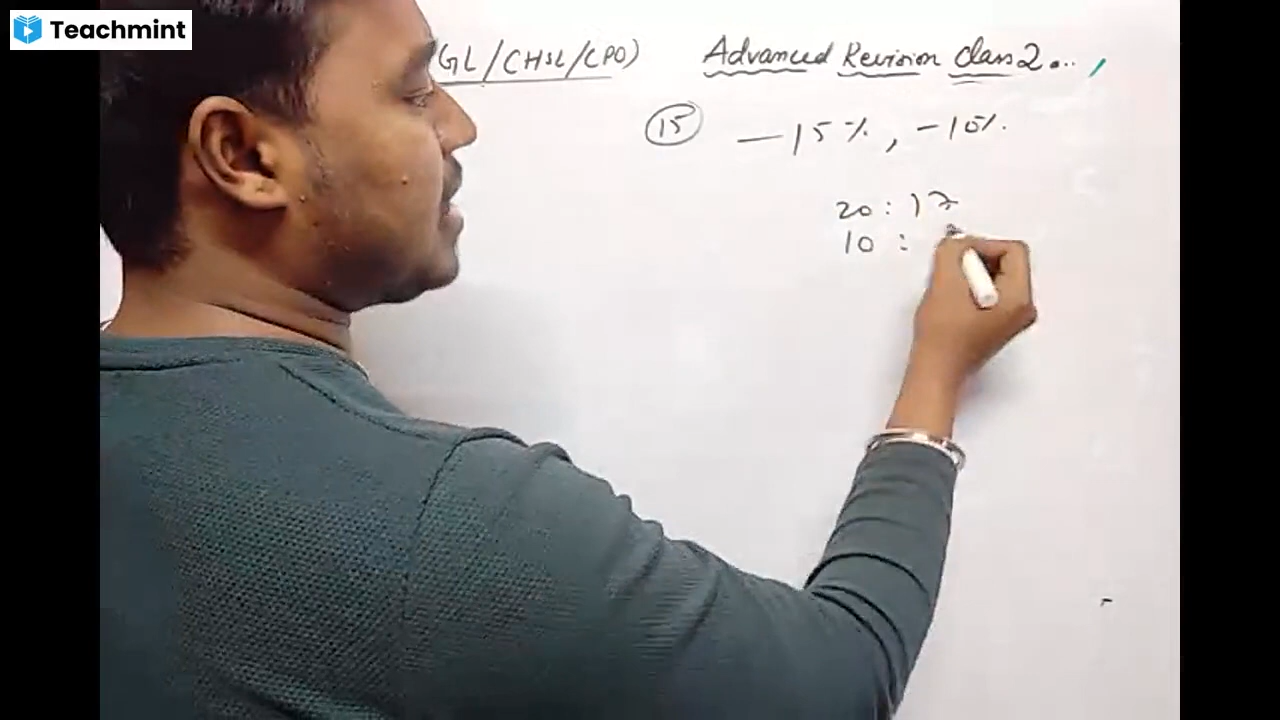 Teachmint
GL/CHSL/CPO) Advanced Revision Class 2...,
15 -15%, -10%.
20 : 17
10 :